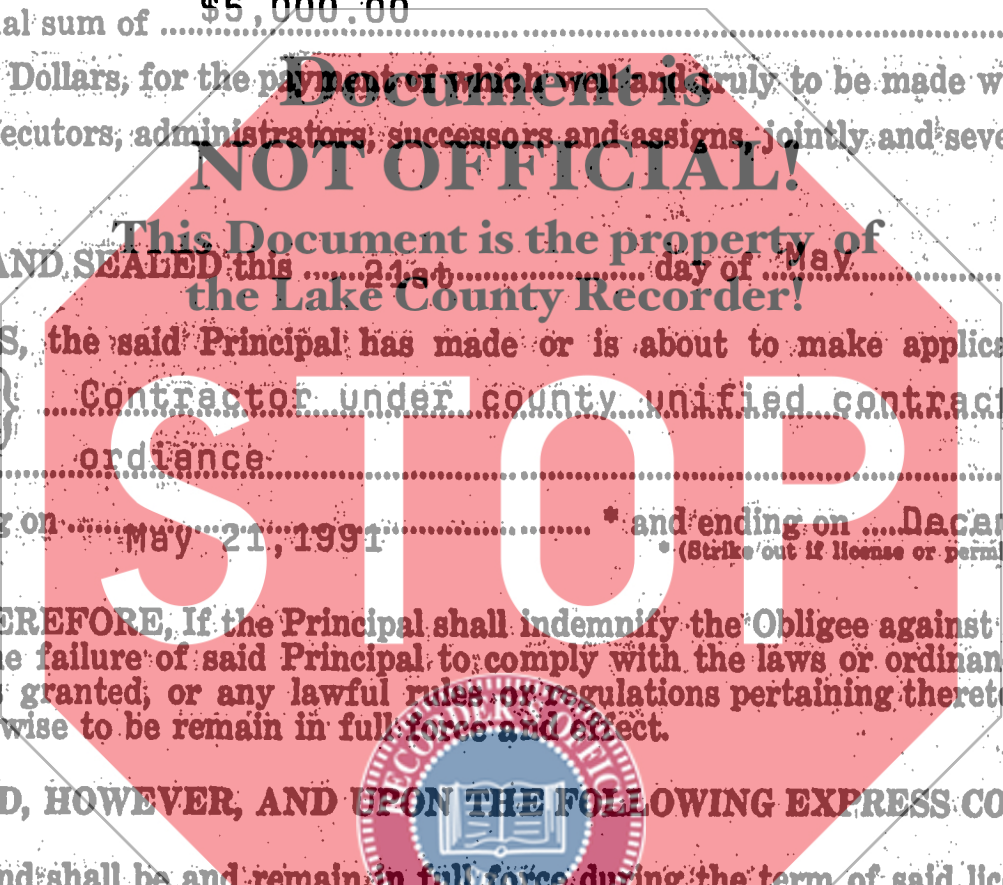 al sum of $5,000.00
Document is
Dollars, for the payment of which well and truly to be made w
ecutors, administrators, successors and assigns, jointly and seve
NOT OFFICIAL!
This Document is the property of
AND SEALED this 21st day of May
the Lake County Recorder!
S, the said Principal has made or is about to make applica
Contractor under county unified contrac
ordiance
STOP
g on May 21,1991 * and ending on Decem
* (Strike out if license or permi
EREFORE, If the Principal shall indemnify the Obligee against
e failure of said Principal to comply with the laws or ordinan
granted, or any lawful rules or regulations pertaining theret
wise to be remain in full force and effect.
RECORDER'S OFFIC
D, HOWEVER, AND UPON THE FOLLOWING EXPRESS CO
nd shall be and remain in full force during the term of said lic